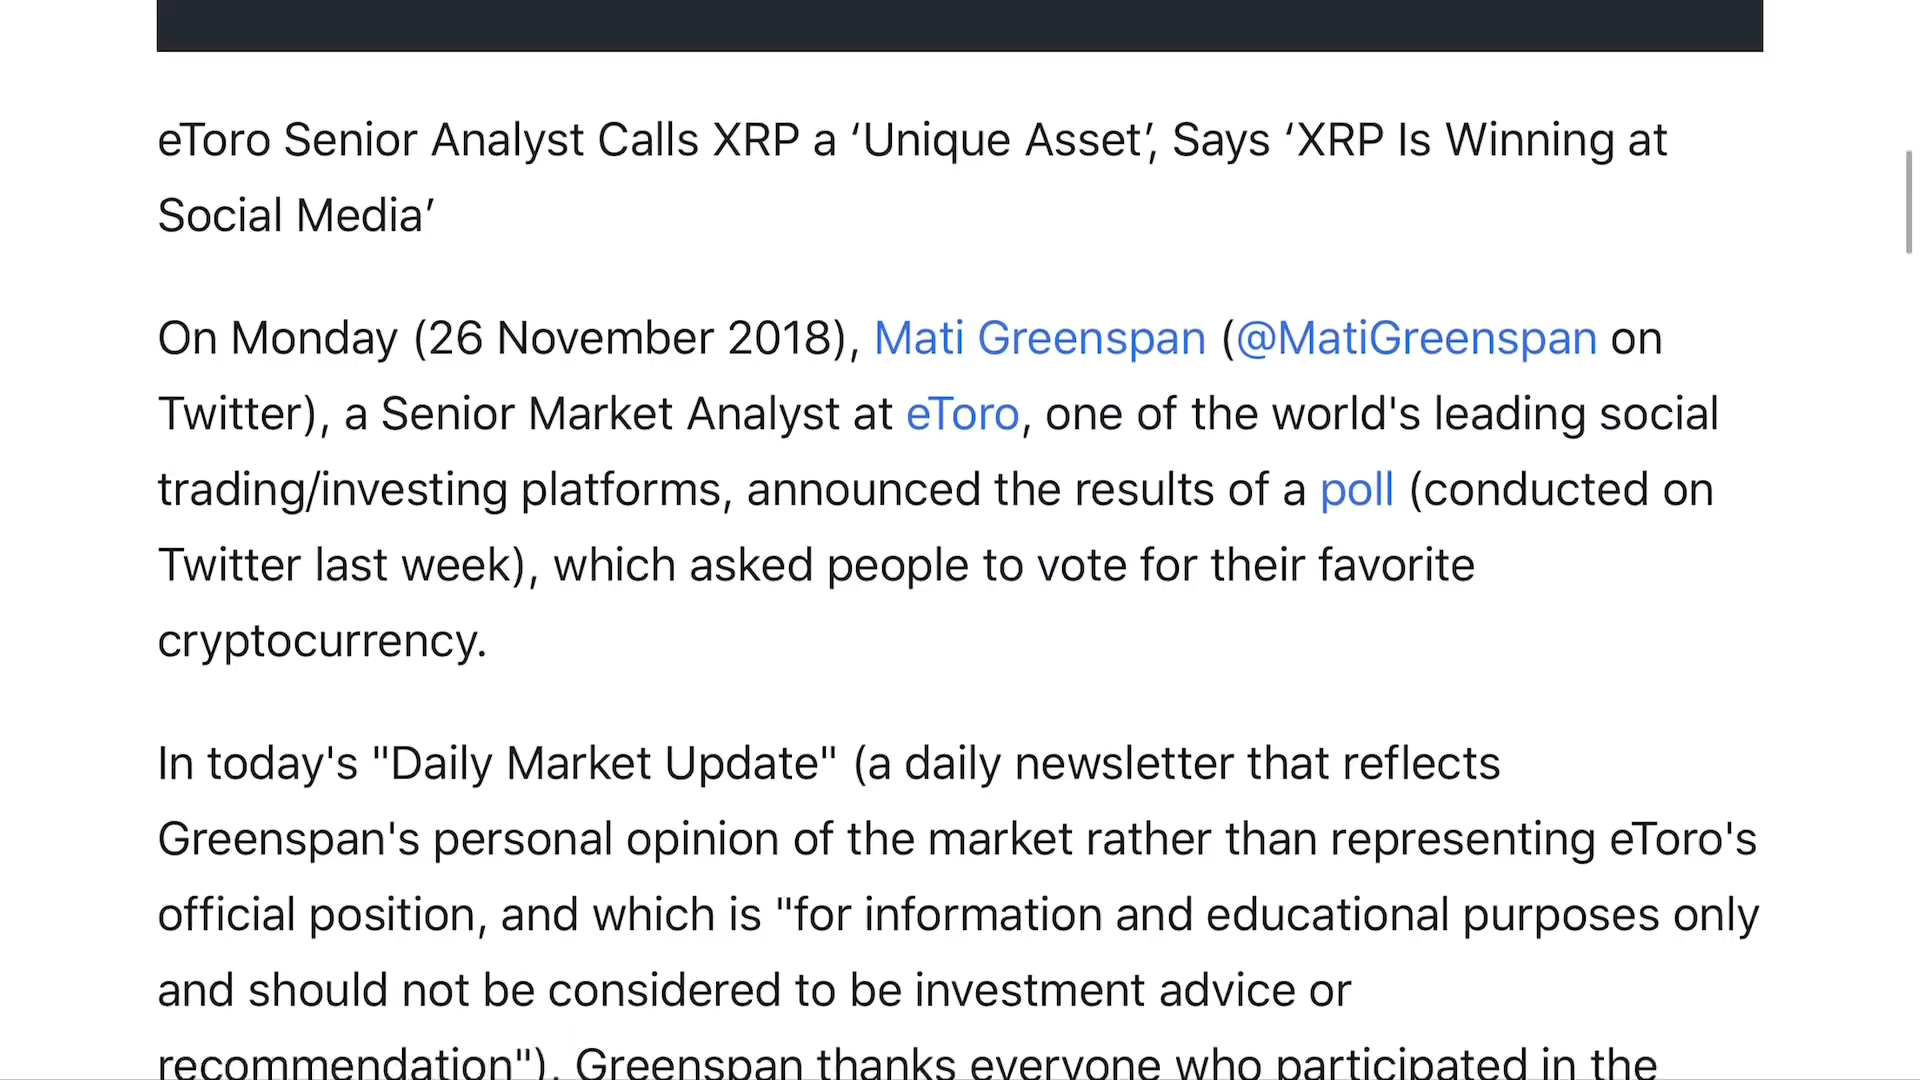 eToro Senior Analyst Calls XRP a ‘Unique Asset’, Says ‘XRP Is Winning at
Social Media’
On Monday (26 November 2018), Mati Greenspan (@MatiGreenspan on
Twitter), a Senior Market Analyst at eToro, one of the world's leading social
trading/investing platforms, announced the results of a poll (conducted on
Twitter last week), which asked people to vote for their favorite
cryptocurrency.
In today's "Daily Market Update" (a daily newsletter that reflects
Greenspan's personal opinion of the market rather than representing eToro's
official position, and which is "for information and educational purposes only
and should not be considered to be investment advice or
recommendation"), Greenspan thanks everyone who participated in the